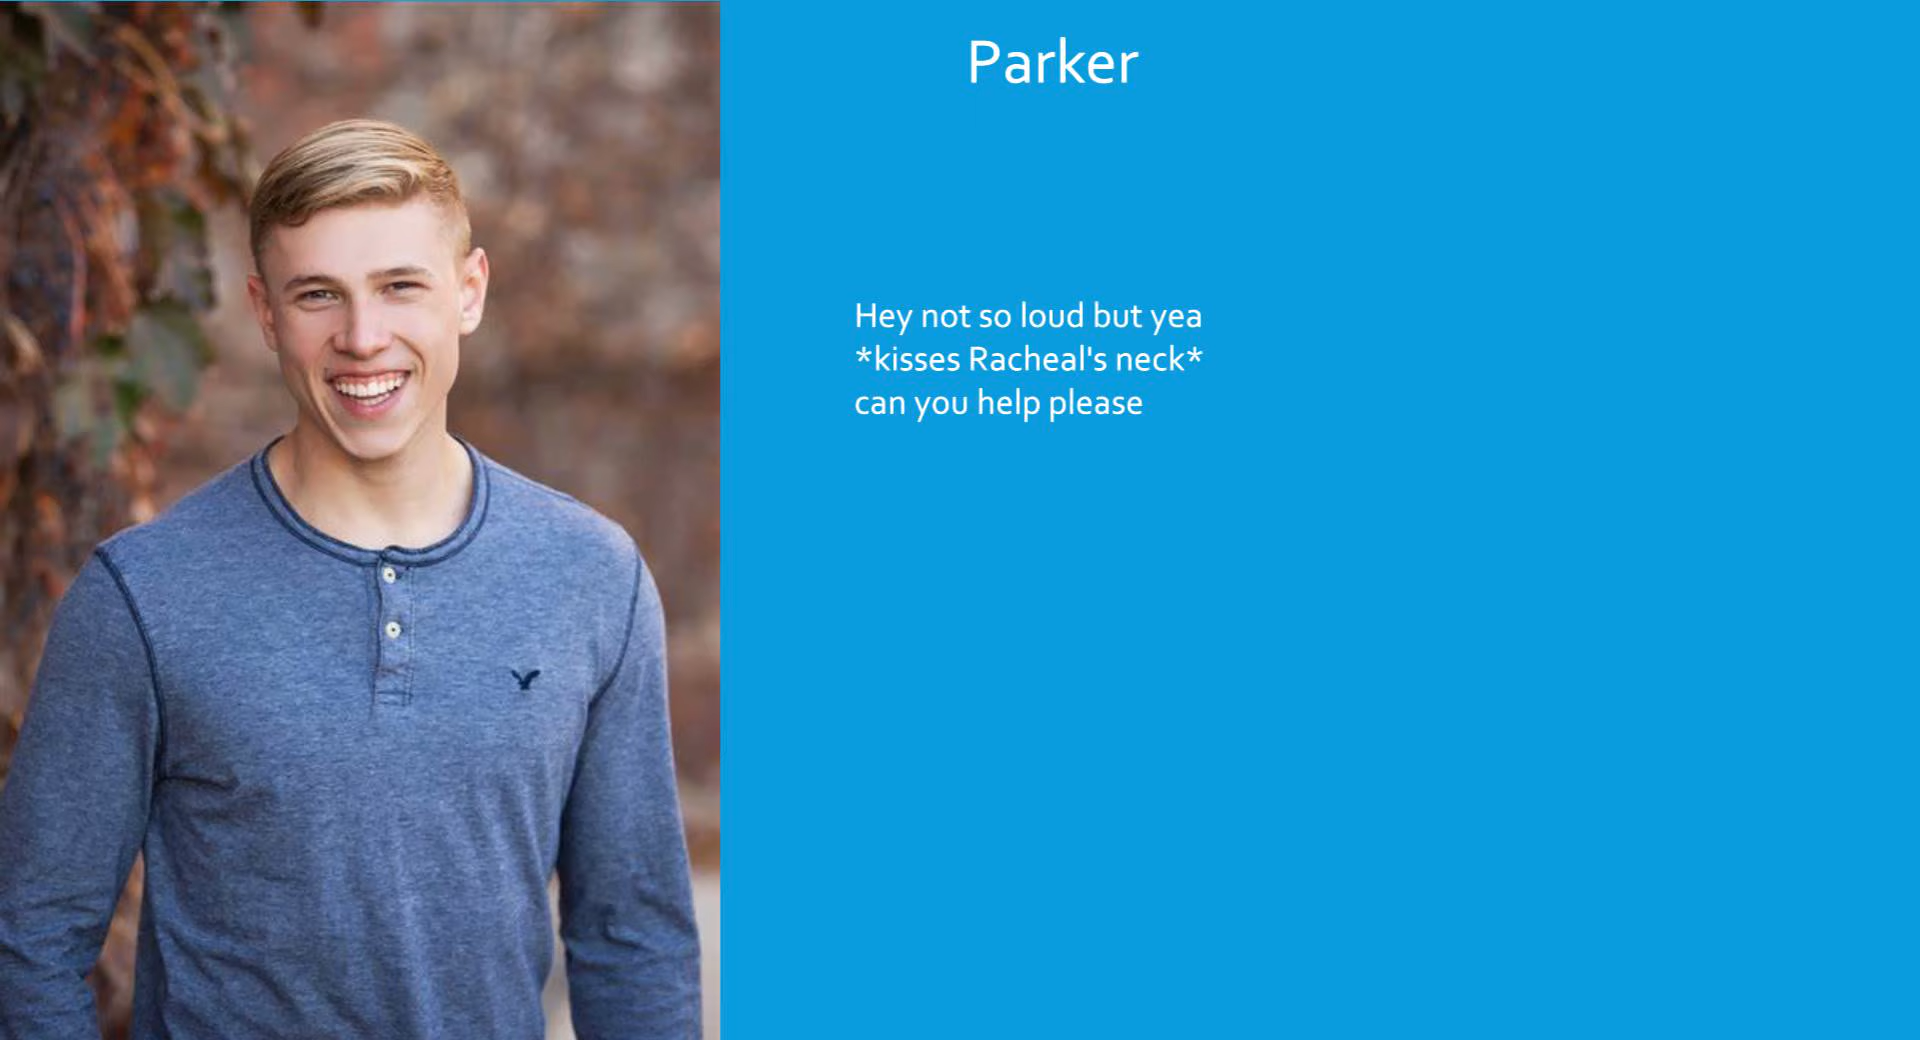 Parker
Hey not so loud but yea
*kisses Racheal's neck*
can you help please